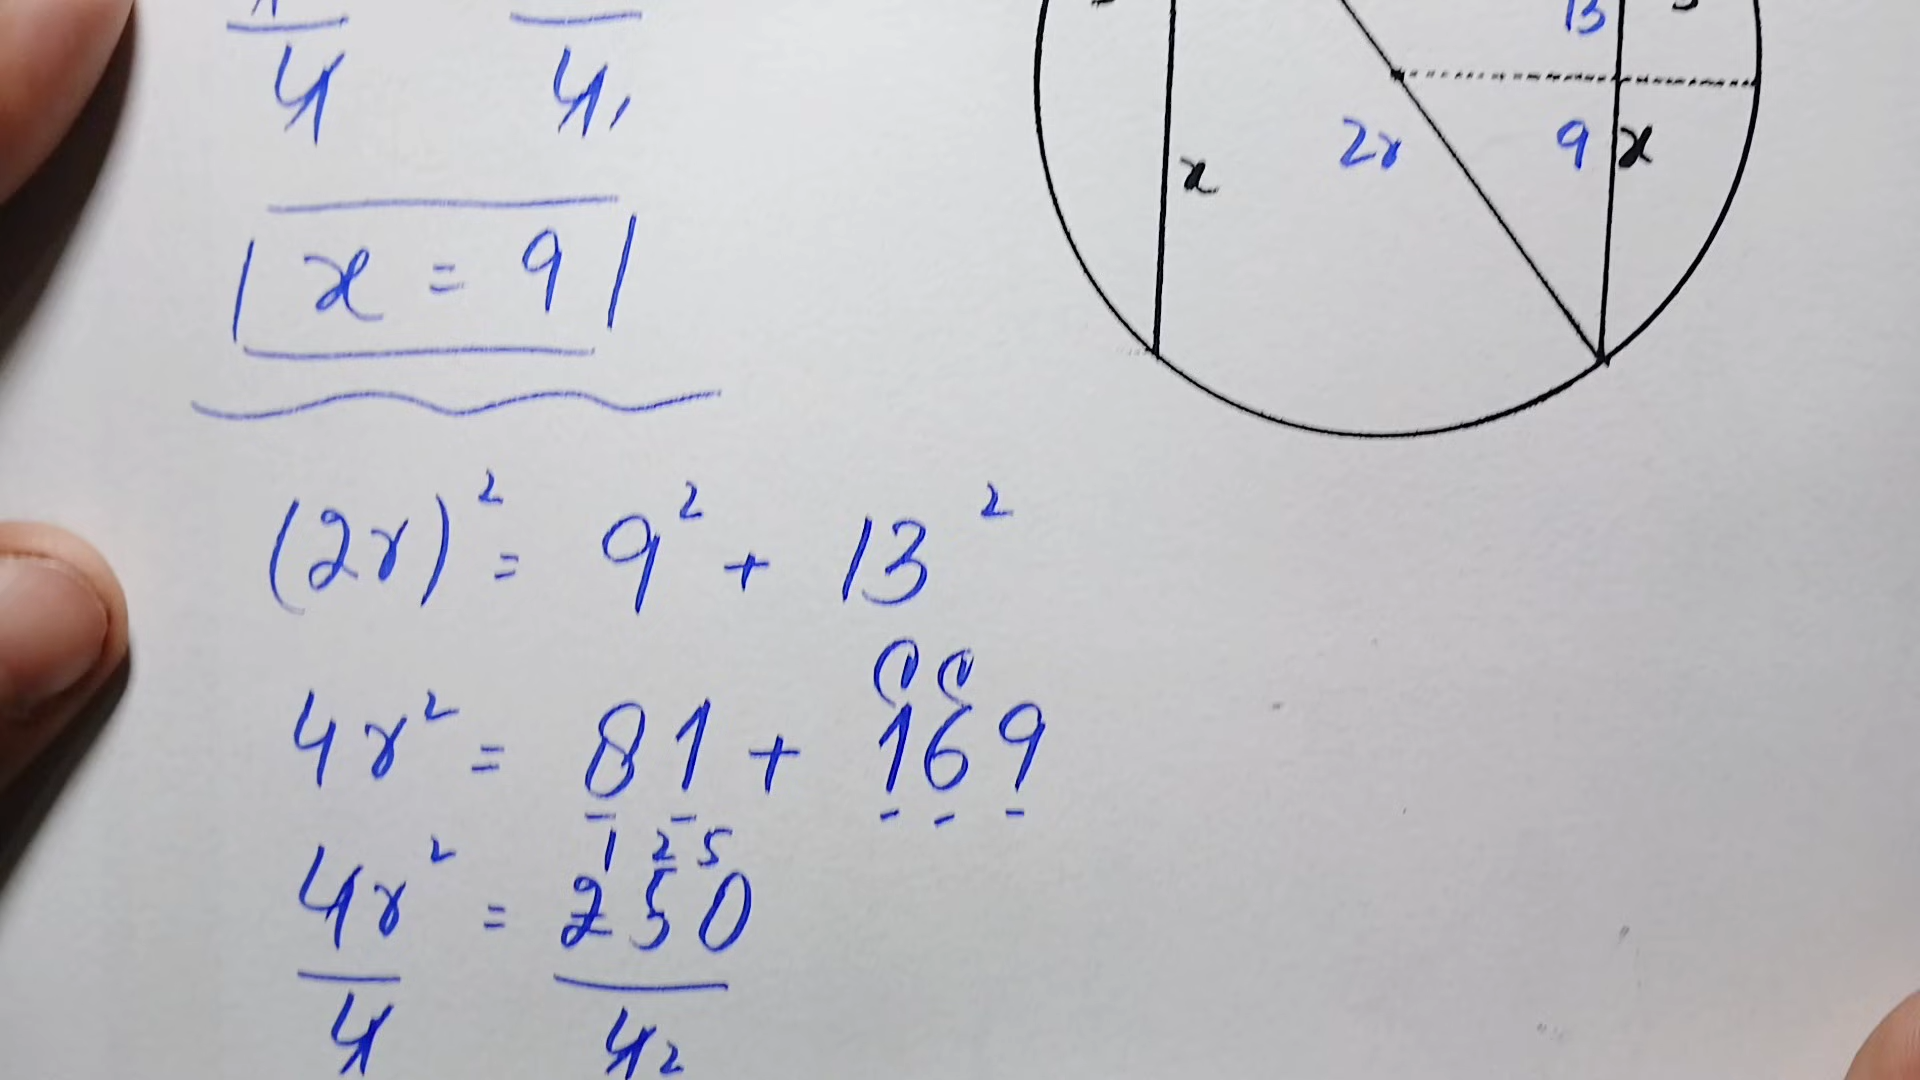 4 4
13
2r 9 x
x
x = 9
(2r)² = 9² + 13²
4r² = 81 + 169
125
4r² = 250
4 42